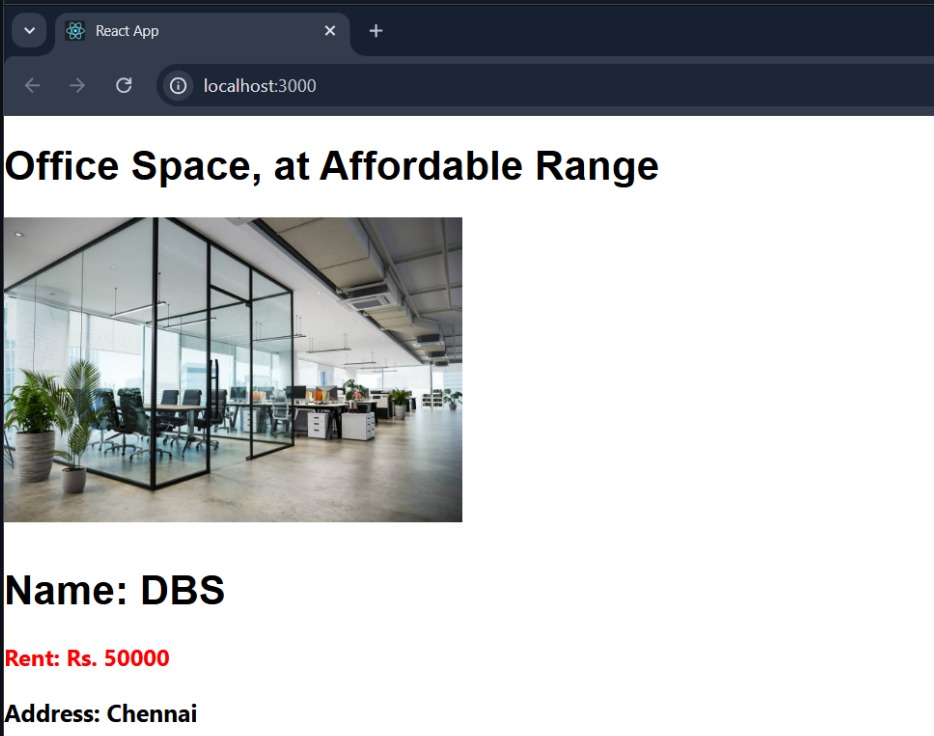 React App
localhost:3000
Office Space, at Affordable Range
Name: DBS
Rent: Rs. 50000
Address: Chennai